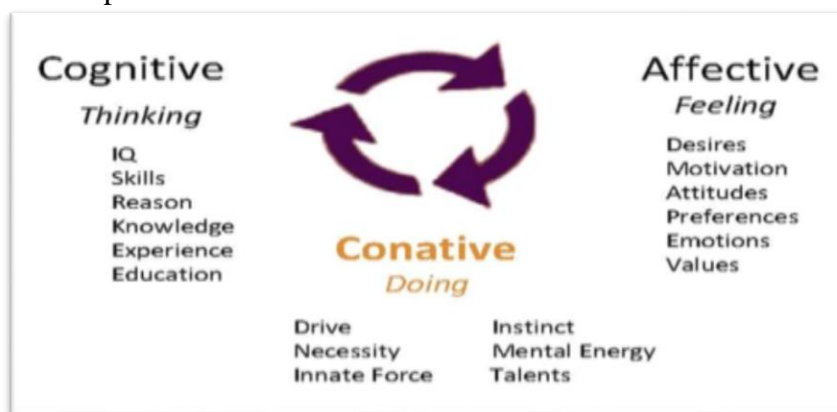 Cognitive
Thinking
IQ
Skills
Reason
Knowledge
Experience
Education
Affective
Feeling
Desires
Motivation
Attitudes
Preferences
Emotions
Values
Conative
Doing
Drive
Necessity
Innate Force
Instinct
Mental Energy
Talents